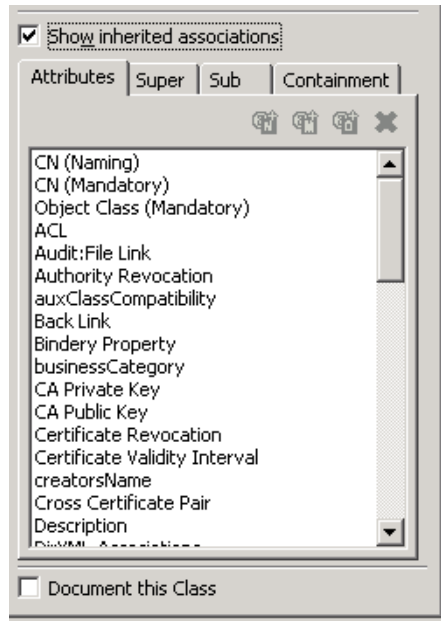 Show inherited associations
Attributes Super Sub Containment
CN (Naming)
CN (Mandatory)
Object Class (Mandatory)
ACL
Audit:File Link
Authority Revocation
auxClassCompatibility
Back Link
Bindery Property
businessCategory
CA Private Key
CA Public Key
Certificate Revocation
Certificate Validity Interval
creatorsName
Cross Certificate Pair
Description
Document this Class